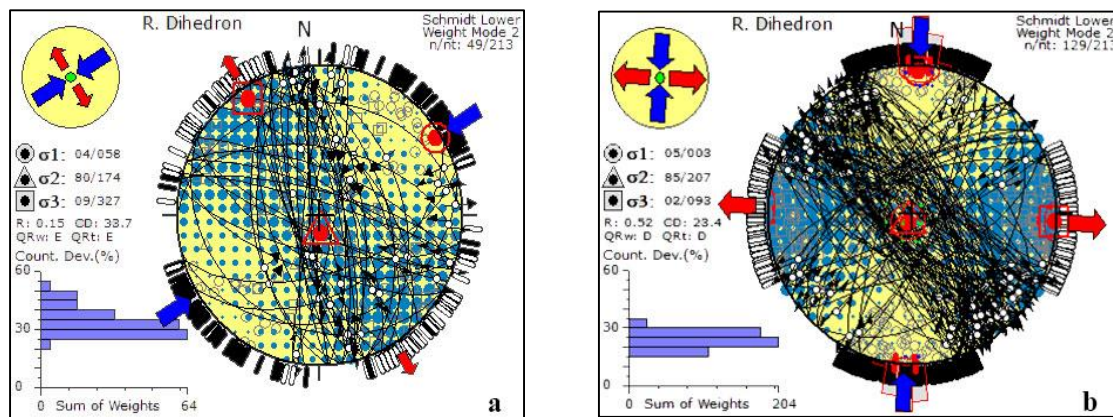 R. Dihedron
Schmidt Lower
Weight Mode 2
n/nt: 49/213
N
σ1: 04/058
σ2: 80/174
σ3: 09/327
R: 0.15 CD: 33.7
QRw: E QRt: E
Count. Dev.(%)
60
30
0
0 Sum of Weights 64
a
R. Dihedron
Schmidt Lower
Weight Mode 2
n/nt: 129/213
N
σ1: 05/003
σ2: 85/207
σ3: 02/093
R: 0.52 CD: 23.4
QRw: D QRt: D
Count. Dev.(%)
60
30
0
0 Sum of Weights 204
b